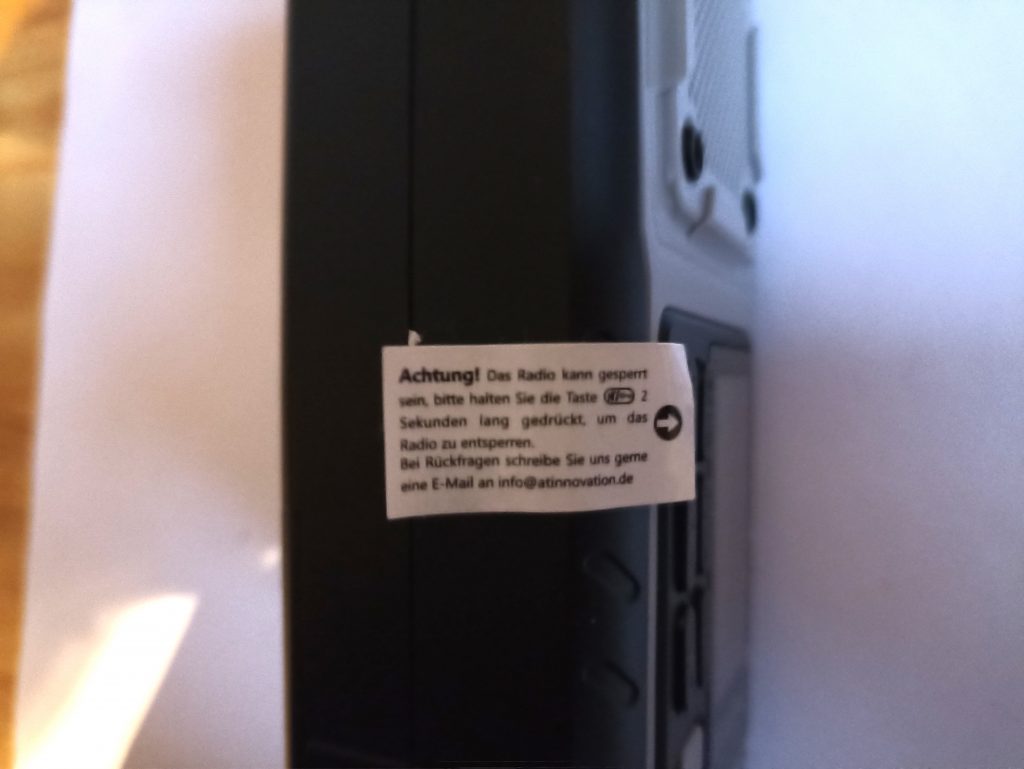 Achtung! Das Radio kann gesperrt
sein, bitte halten Sie die Taste 2
Sekunden lang gedrückt, um das
Radio zu entsperren.
Bei Rückfragen schreibe Sie uns gerne
eine E-Mail an info@atinnovation.de